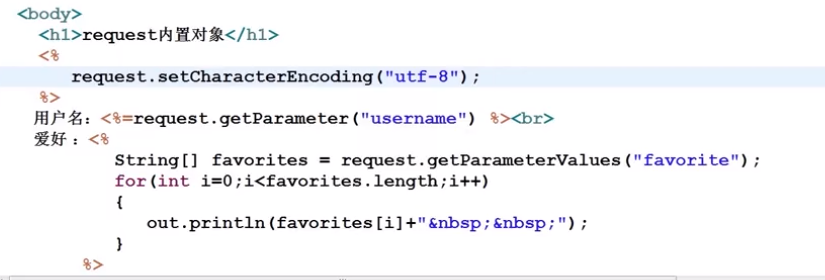 <body>
<h1>request内置对象</h1>
<%
request.setCharacterEncoding("utf-8");
%>
用户名：<%=request.getParameter("username") %><br>
爱好：<%
String[] favorites = request.getParameterValues("favorite");
for(int i=0;i<favorites.length;i++)
{
out.println(favorites[i]+"&nbsp;&nbsp;");
}
%>